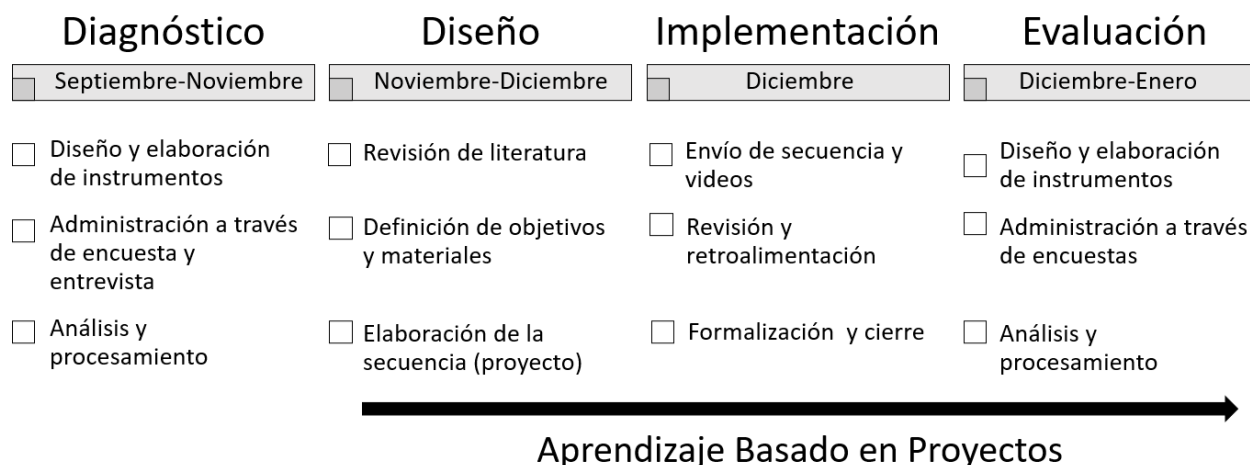 Diagnóstico
Septiembre-Noviembre
Diseño y elaboración
de instrumentos
Administración a través
de encuesta y
entrevista
Análisis y
procesamiento
Diseño
Noviembre-Diciembre
Revisión de literatura
Definición de objetivos
y materiales
Elaboración de la
secuencia (proyecto)
Implementación
Diciembre
Envío de secuencia y
videos
Revisión y
retroalimentación
Formalización y cierre
Evaluación
Diciembre-Enero
Diseño y elaboración
de instrumentos
Administración a través
de encuestas
Análisis y
procesamiento
Aprendizaje Basado en Proyectos